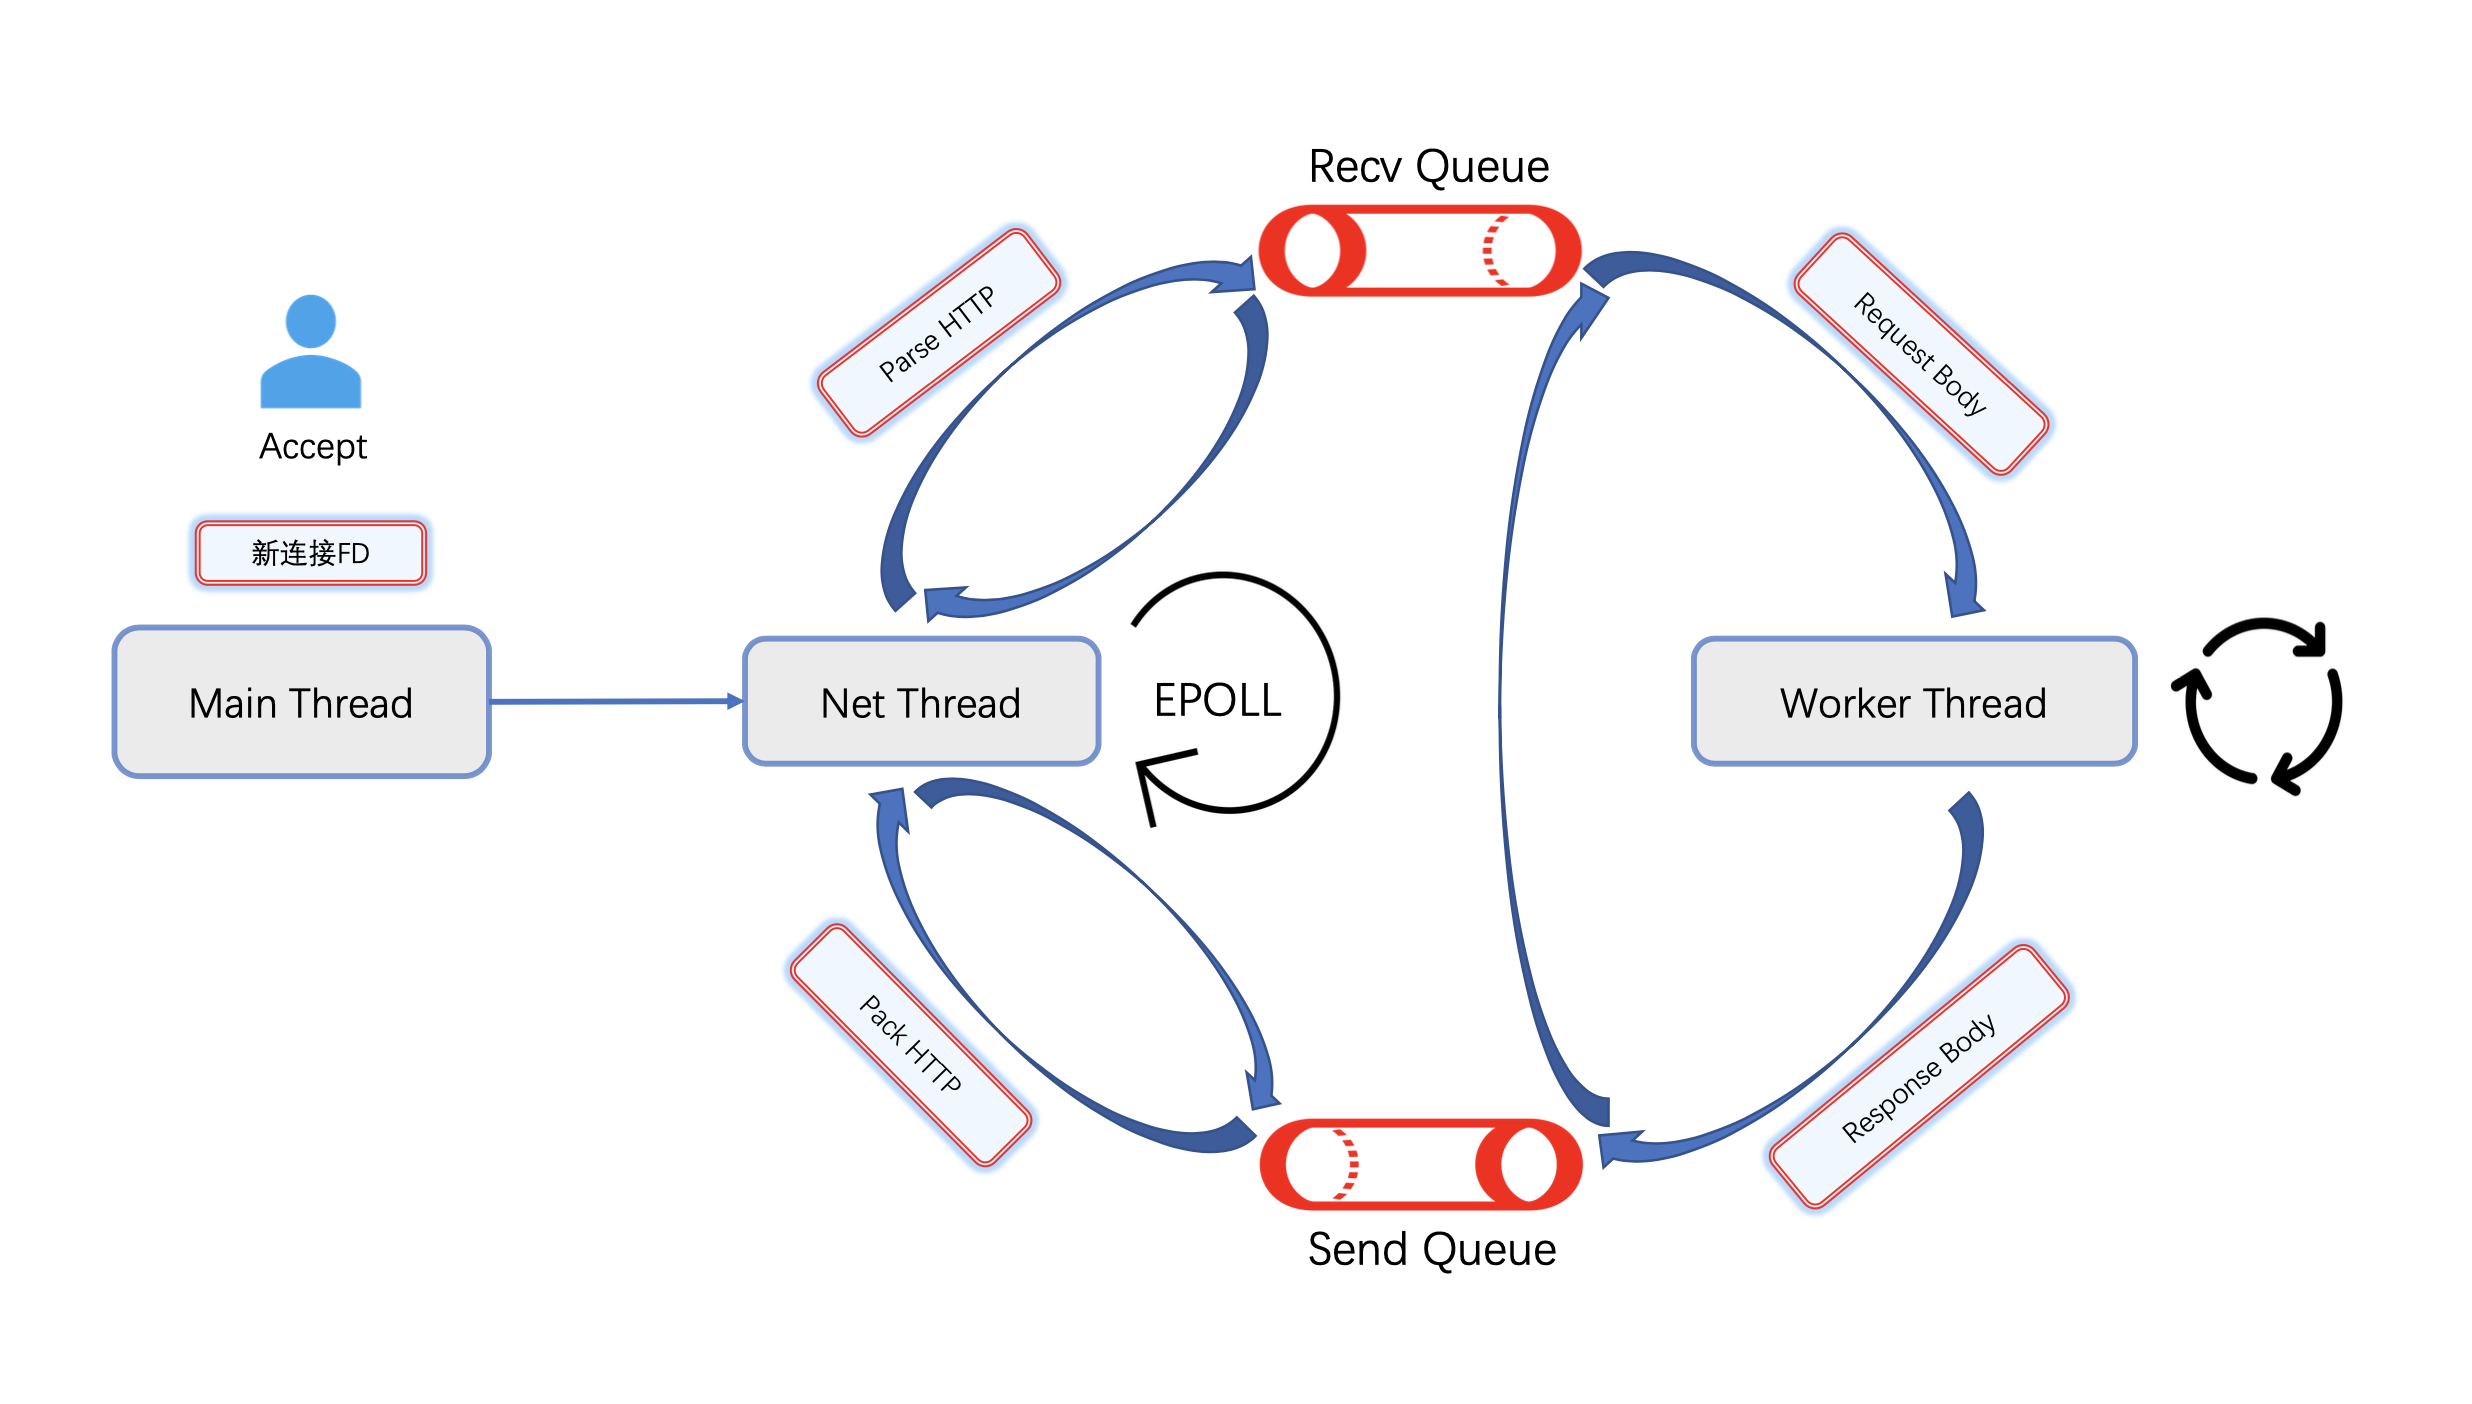 Recv Queue
Parse HTTP
Request Body
Accept
新连接FD
Main Thread
Net Thread
EPOLL
Worker Thread
Pack HTTP
Response Body
Send Queue